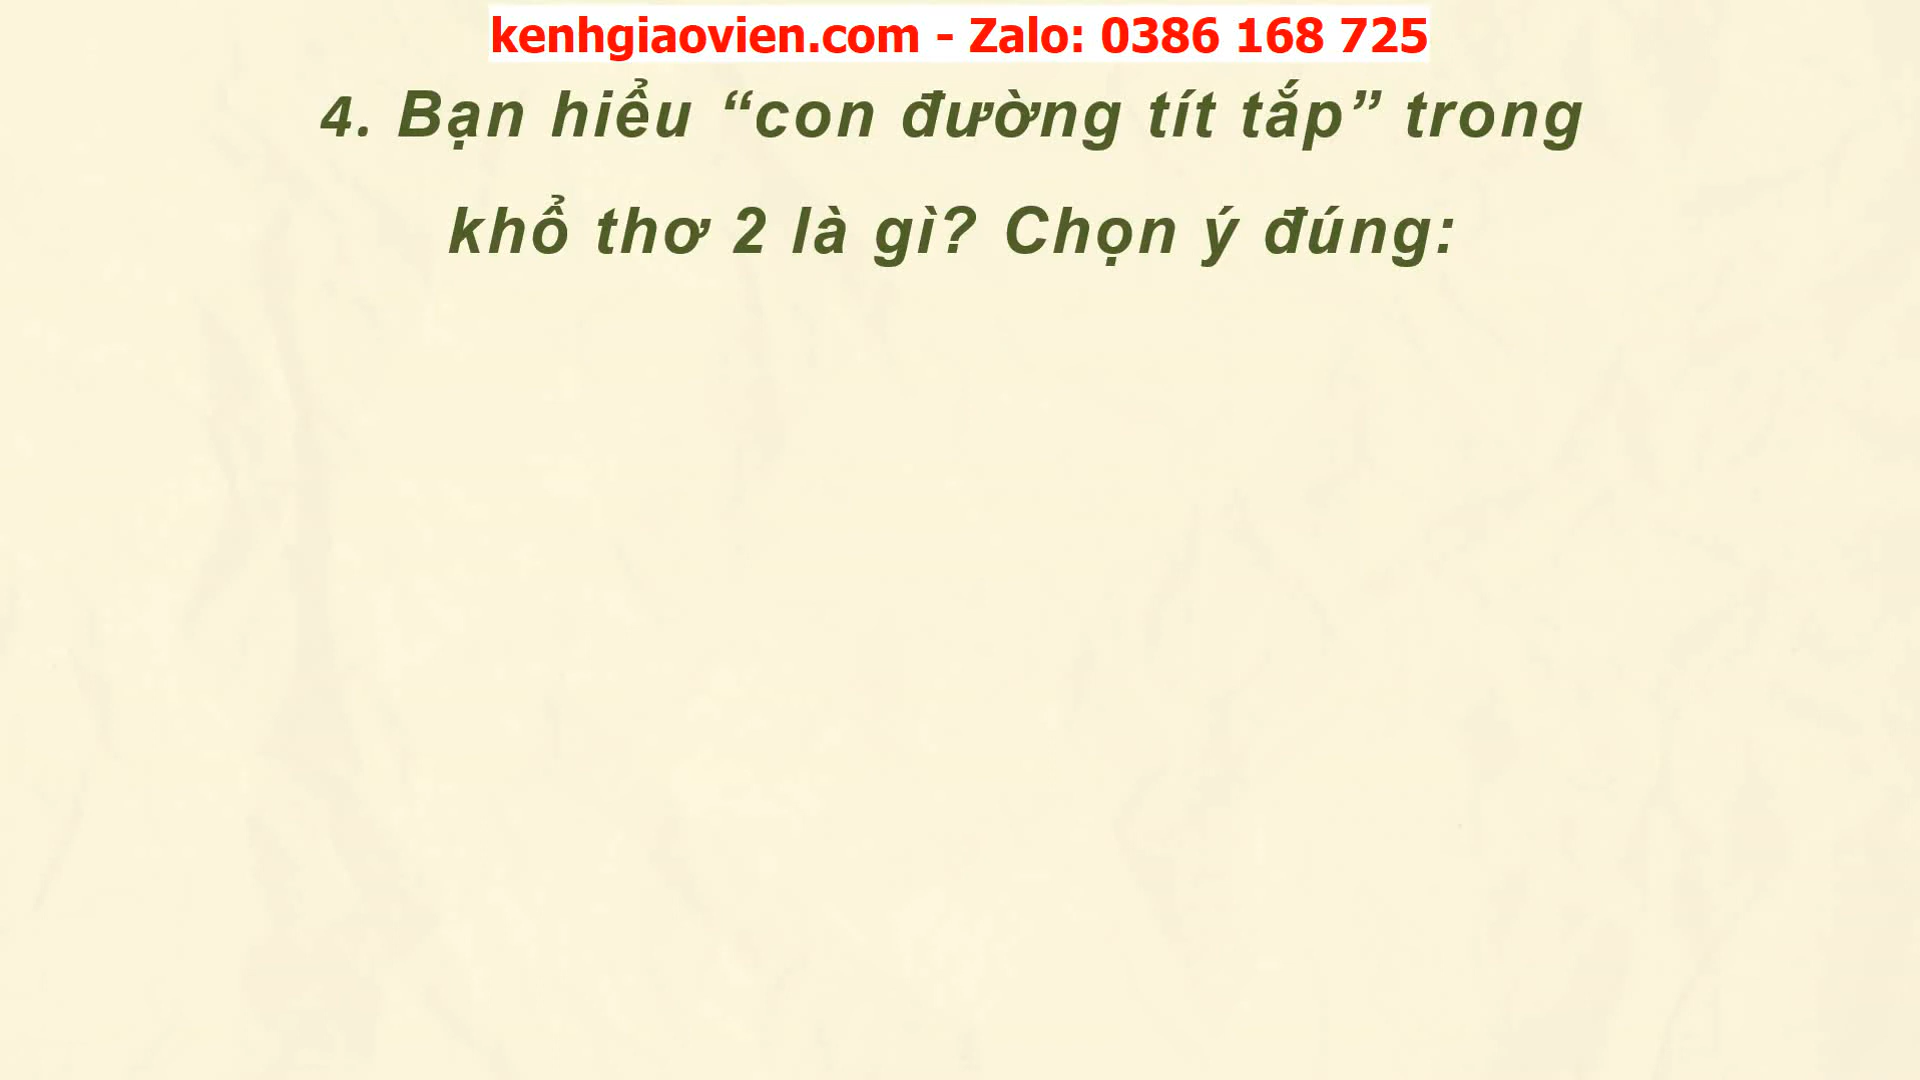 kenhgiaovien.com - Zalo: 0386 168 725
4. Bạn hiểu “con đường tít tắp” trong
khổ thơ 2 là gì? Chọn ý đúng: